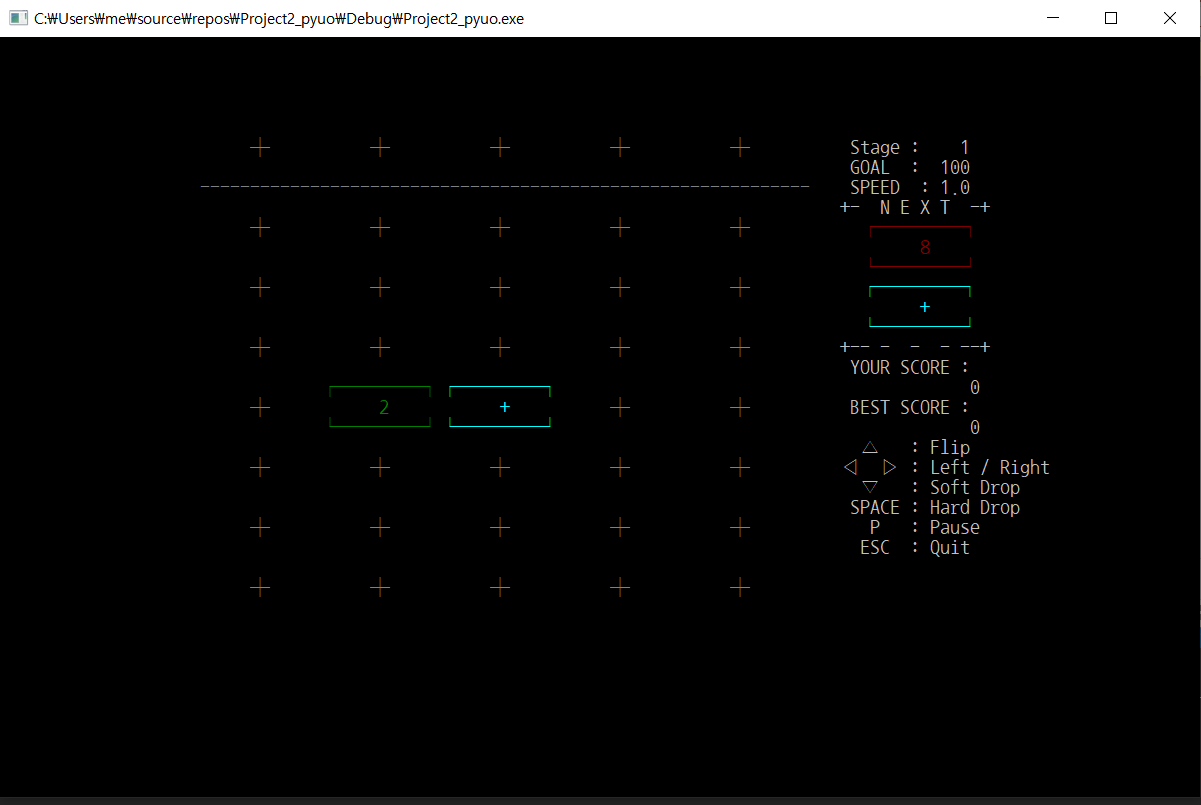 C:₩Users₩me₩source₩repos₩Project2_pyuo₩Debug₩Project2_pyuo.exe
Stage : 1
GOAL : 100
SPEED : 1.0
+- N E X T -+
8
+
+-- - - - --+
2 +
YOUR SCORE :
0
BEST SCORE :
0
△ : Flip
◁ ▷ : Left / Right
▽ : Soft Drop
SPACE : Hard Drop
P : Pause
ESC : Quit